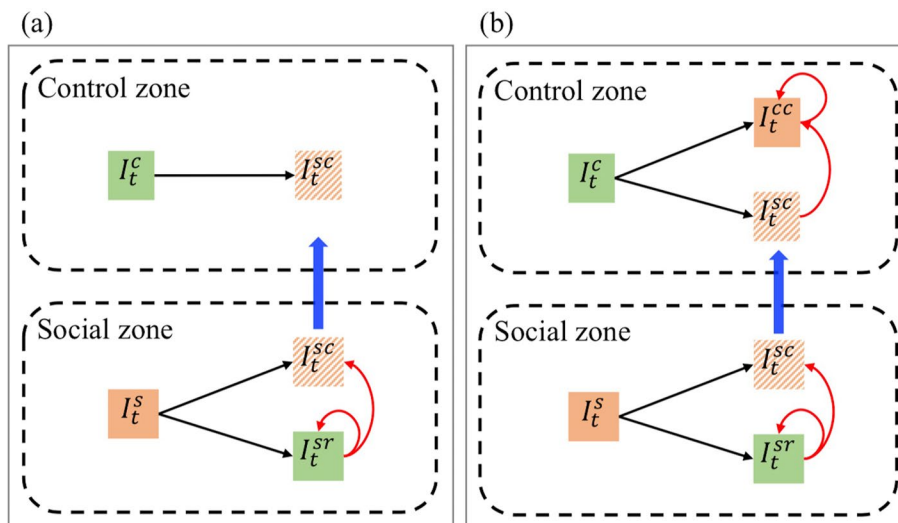 (a)
Control zone
I_t^c
I_t^{sc}
Social zone
I_t^{sc}
I_t^s
I_t^{sr}
(b)
Control zone
I_t^{cc}
I_t^c
I_t^{sc}
Social zone
I_t^{sc}
I_t^s
I_t^{sr}